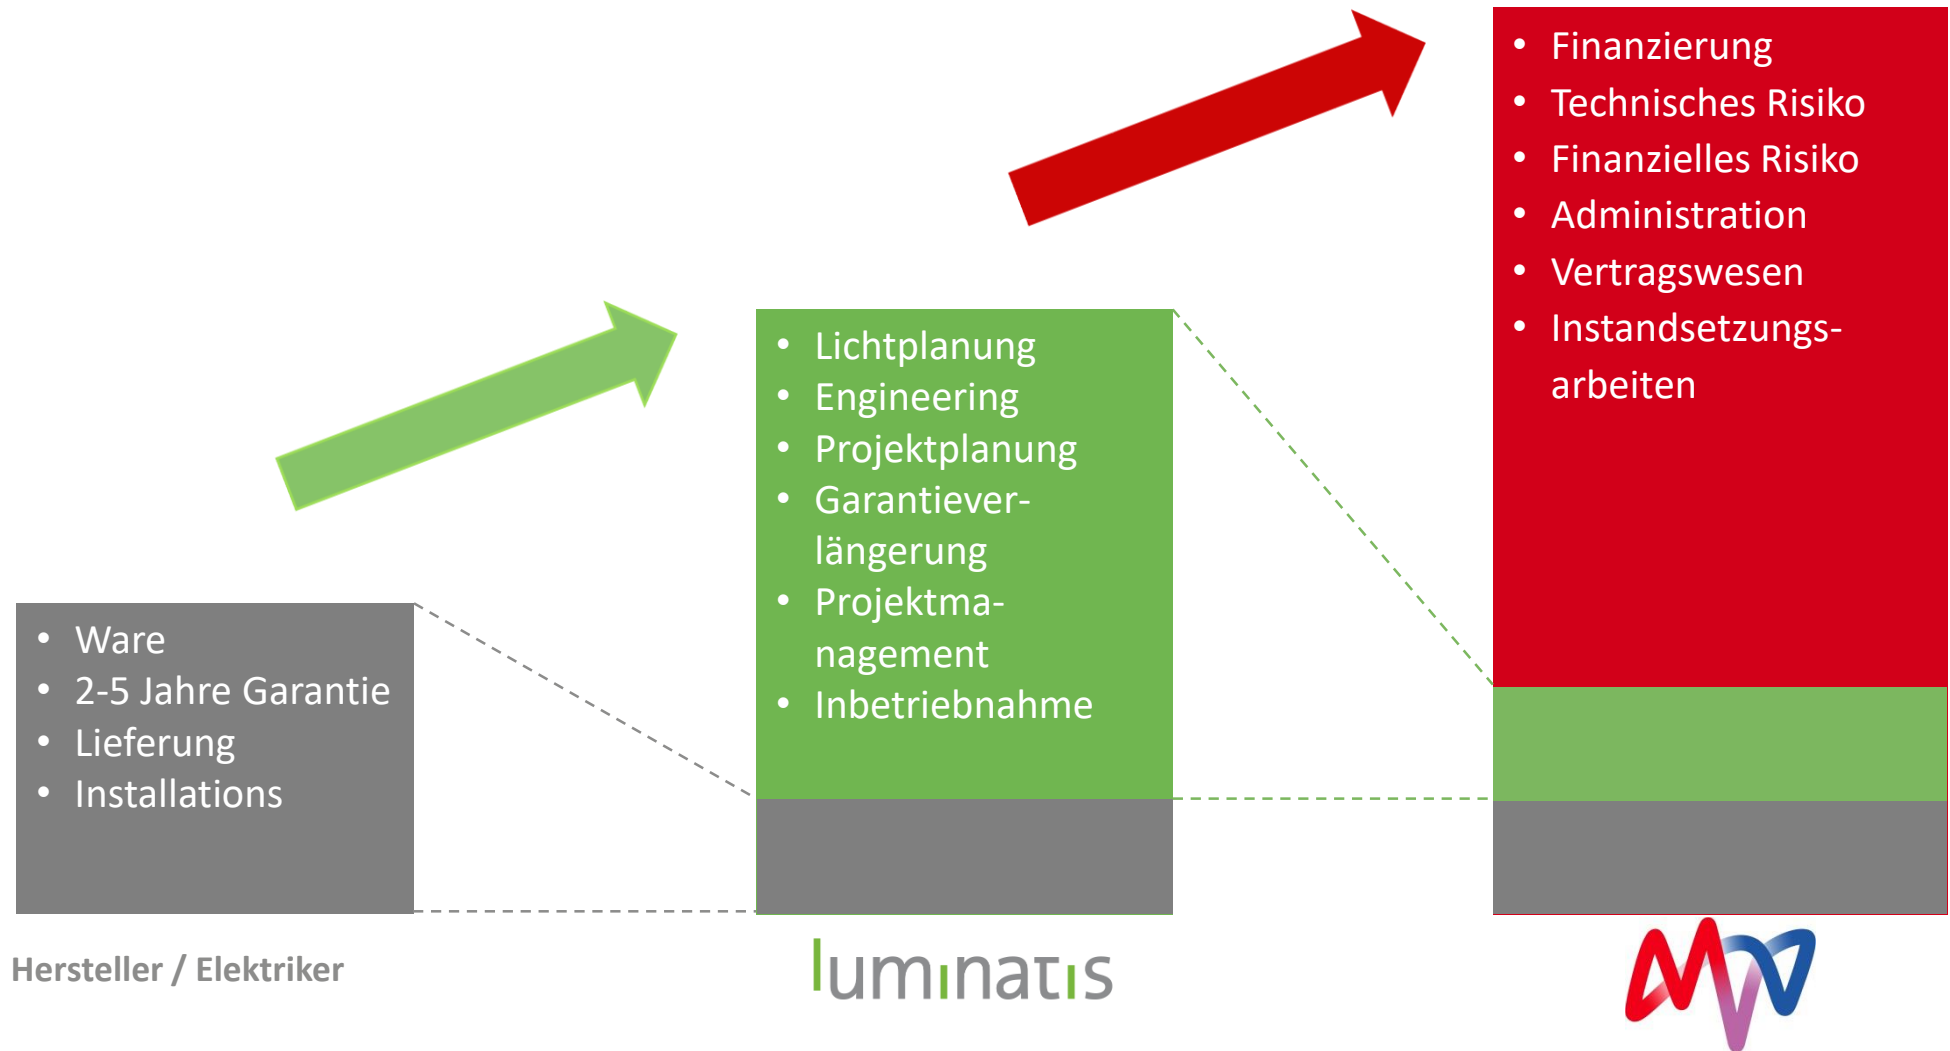 • Ware
• 2-5 Jahre Garantie
• Lieferung
• Installations
Hersteller / Elektriker
• Lichtplanung
• Engineering
• Projektplanung
• Garantiever-
längerung
• Projektma-
nagement
• Inbetriebnahme
luminatis
• Finanzierung
• Technisches Risiko
• Finanzielles Risiko
• Administration
• Vertragswesen
• Instandsetzungs-
arbeiten
MVV